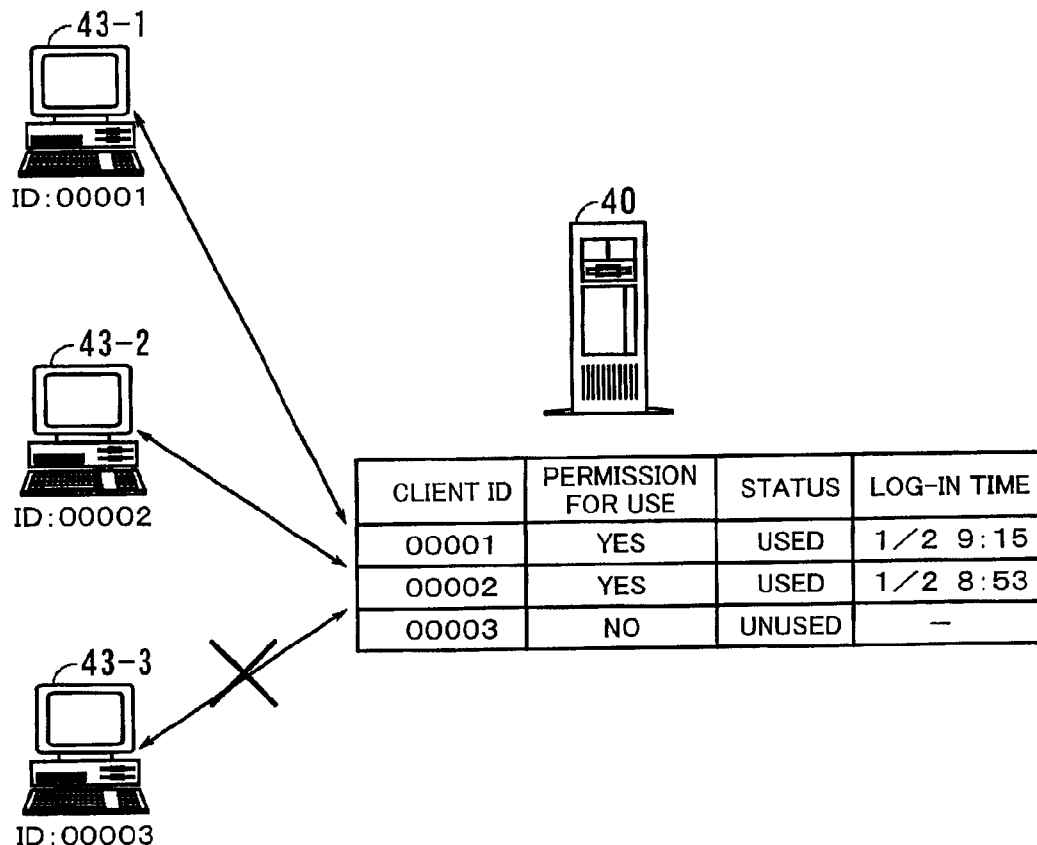 43-1
ID:00001
40
43-2
ID:00002
CLIENT ID PERMISSION FOR USE STATUS LOG-IN TIME
00001 YES USED 1/2 9:15
00002 YES USED 1/2 8:53
00003 NO UNUSED —
43-3
ID:00003